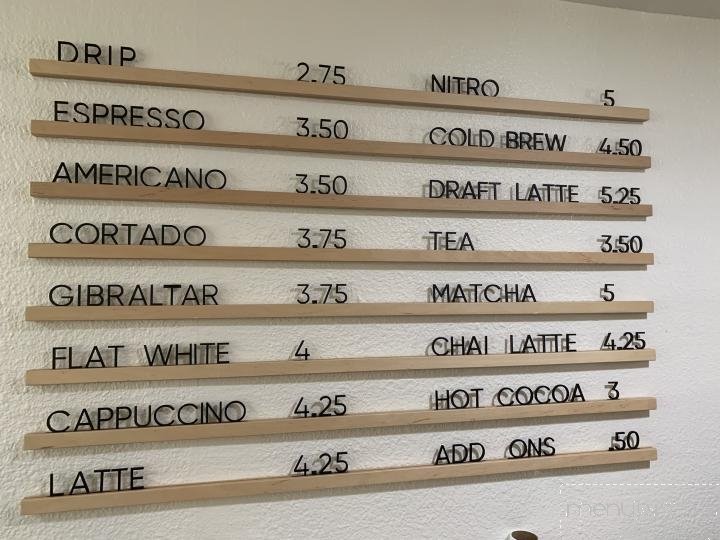 DRIP 2.75 NITRO 5
ESPRESSO 3.50 COLD BREW 4.50
AMERICANO 3.50 DRAFT LATTE 5.25
CORTADO 3.75 TEA 3.50
GIBRALTAR 3.75 MATCHA 5
FLAT WHITE 4 CHAI LATTE 4.25
CAPPUCCINO 4.25 HOT COCOA 3
LATTE 4.25 ADD ONS .50